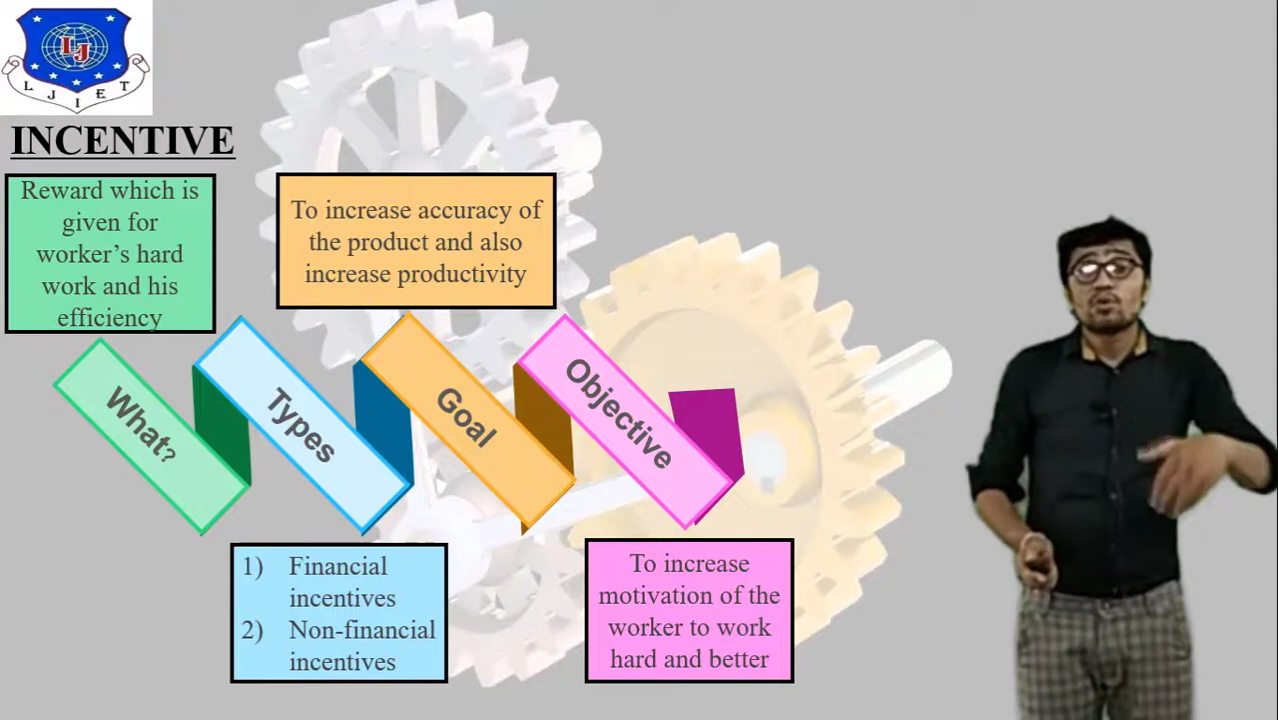 LJ
LJIET
INCENTIVE
Reward which is
given for
worker's hard
work and his
efficiency
To increase accuracy of
the product and also
increase productivity
What?
Types
Goal
Objective
1) Financial
incentives
2) Non-financial
incentives
To increase
motivation of the
worker to work
hard and better